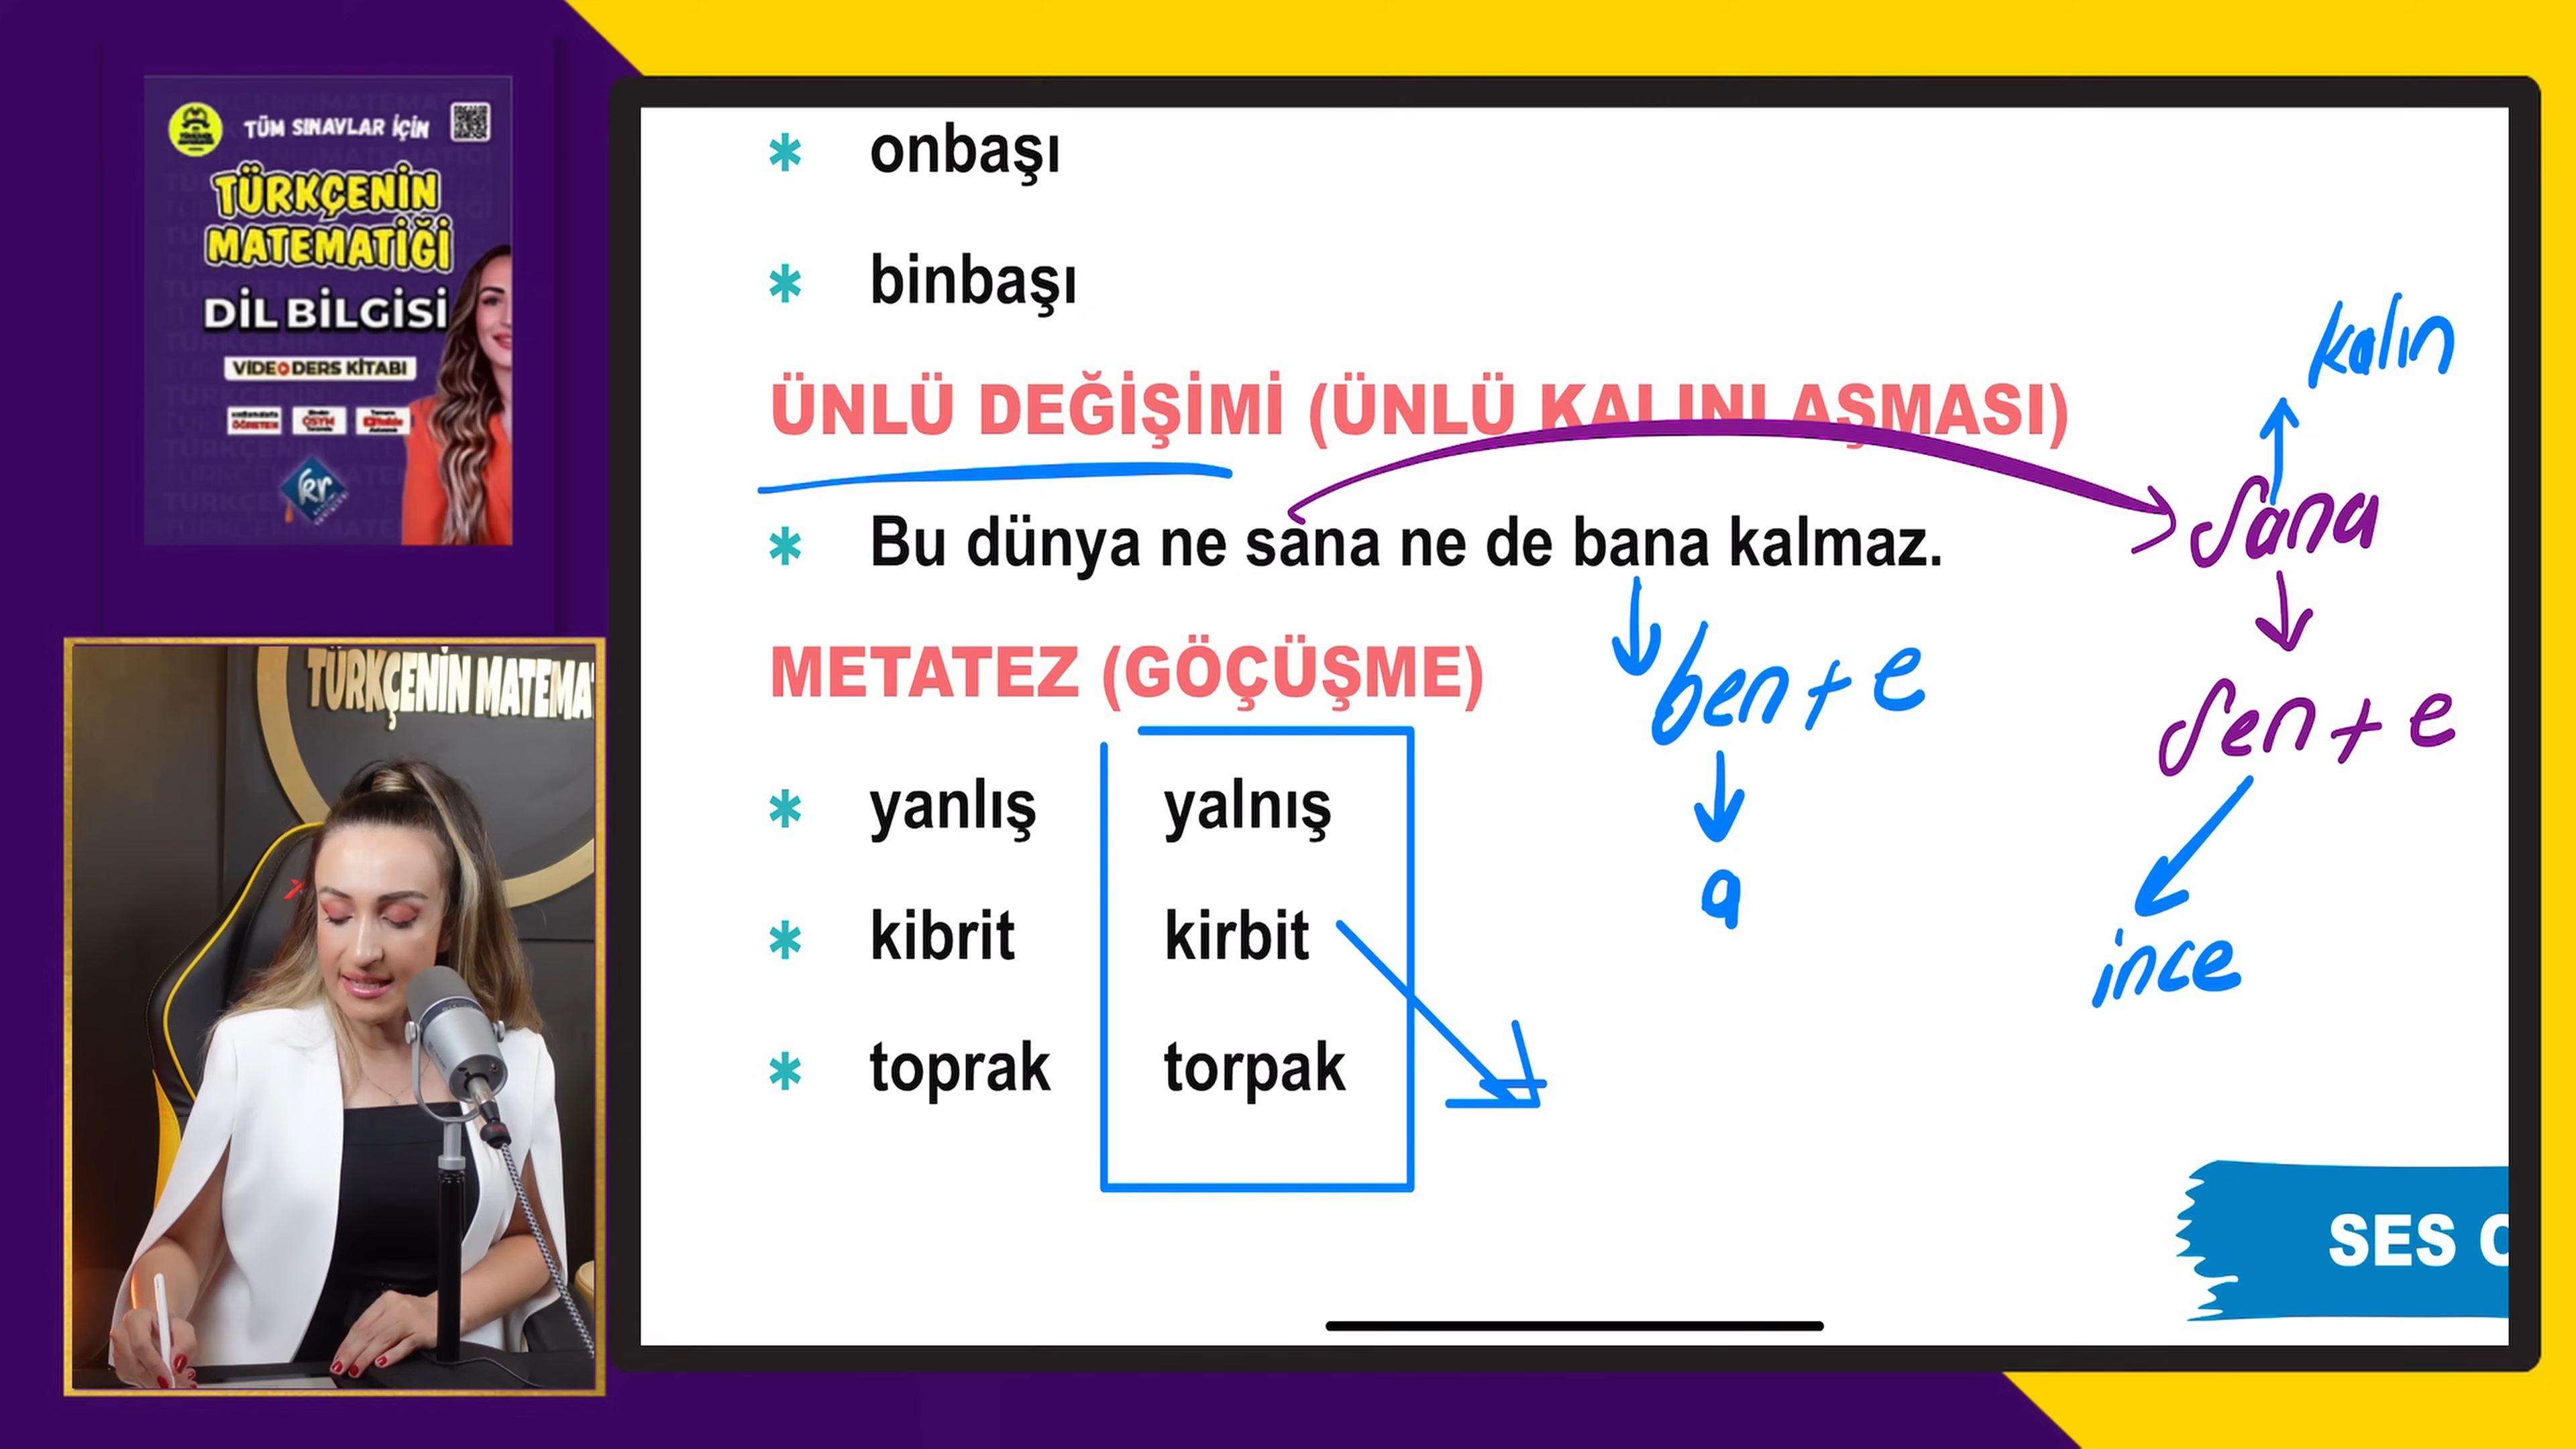 TÜM SINAVLAR İÇİN
TÜRKÇENİN
MATEMATİĞİ
DİL BİLGİSİ
VİDEO DERS KİTABI
TÜRKÇENİN MATEMA
* onbaşı
* binbaşı
ÜNLÜ DEĞİŞİMİ (ÜNLÜ KALINLAŞMASI)
kalın
* Bu dünya ne sana ne de bana kalmaz.
sana
METATEZ (GÖÇÜŞME)
ben + e
sen + e
* yanlış yalnış
a
* kibrit kirbit
ince
* toprak torpak
SES